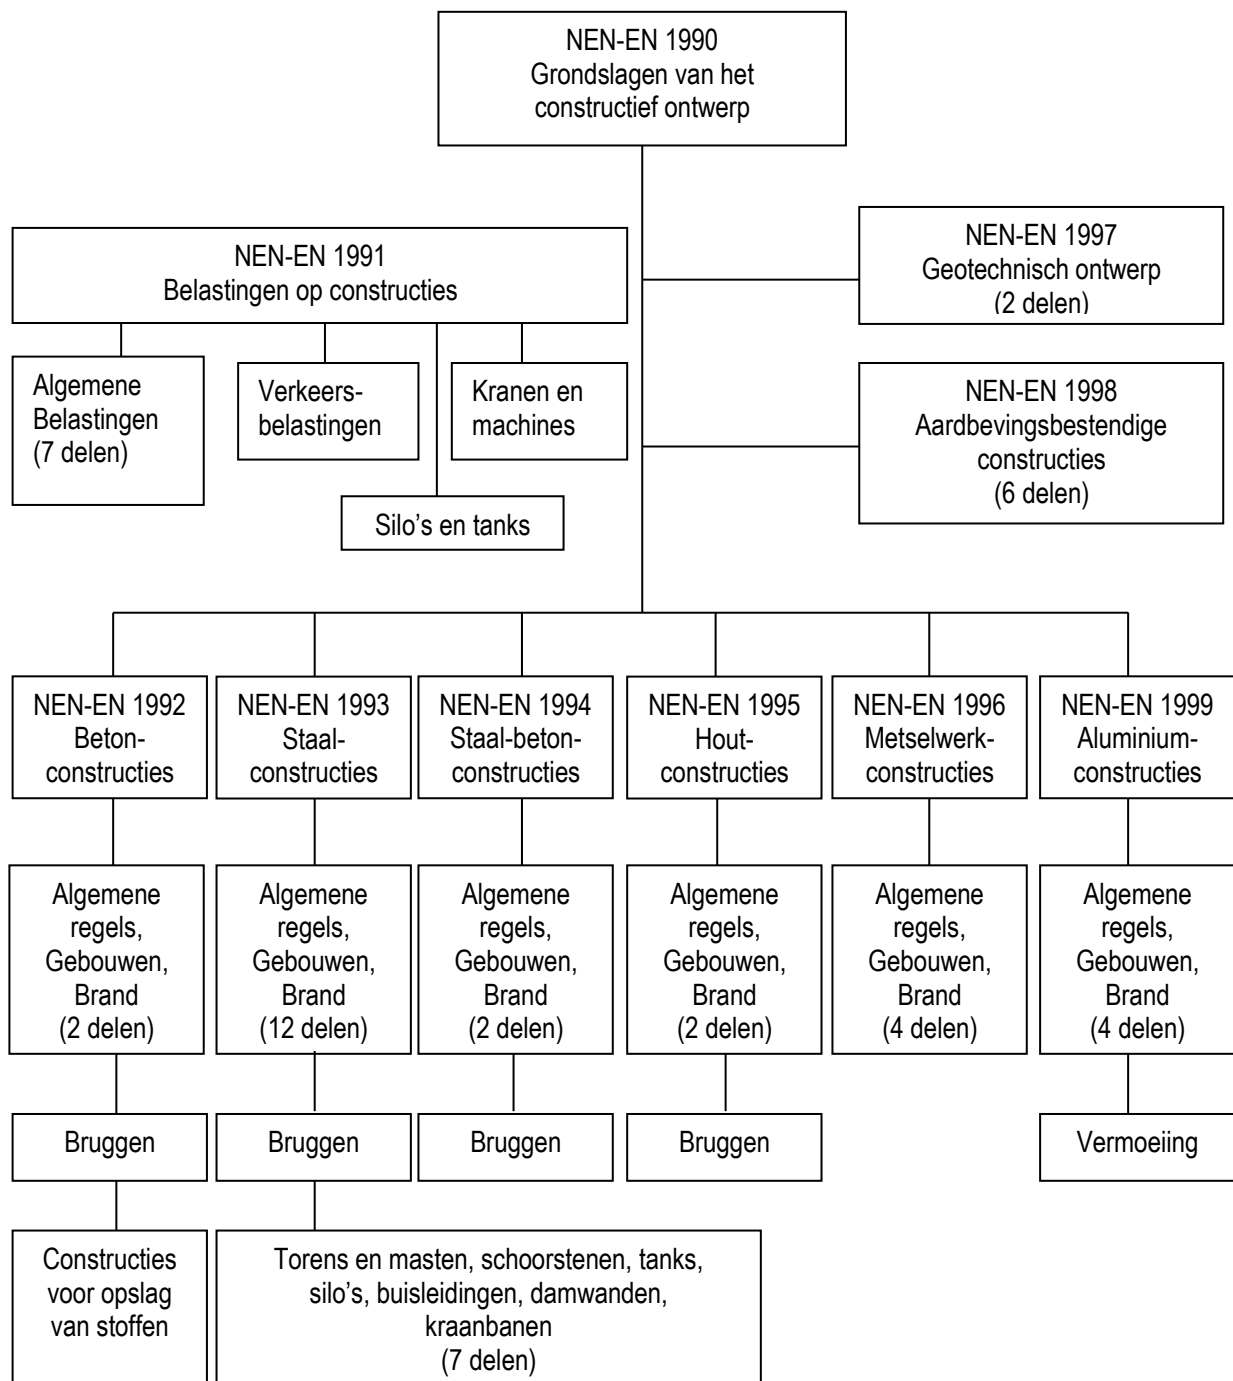 NEN-EN 1990
Grondslagen van het
constructief ontwerp
NEN-EN 1991
Belastingen op constructies
NEN-EN 1997
Geotechnisch ontwerp
(2 delen)
Algemene
Belastingen
(7 delen)
Verkeers-
belastingen
Kranen en
machines
Silo's en tanks
NEN-EN 1998
Aardbevingsbestendige
constructies
(6 delen)
NEN-EN 1992
Beton-
constructies
NEN-EN 1993
Staal-
constructies
NEN-EN 1994
Staal-beton-
constructies
NEN-EN 1995
Hout-
constructies
NEN-EN 1996
Metselwerk-
constructies
NEN-EN 1999
Aluminium-
constructies
Algemene
regels,
Gebouwen,
Brand
(2 delen)
Algemene
regels,
Gebouwen,
Brand
(12 delen)
Algemene
regels,
Gebouwen,
Brand
(2 delen)
Algemene
regels,
Gebouwen,
Brand
(2 delen)
Algemene
regels,
Gebouwen,
Brand
(4 delen)
Algemene
regels,
Gebouwen,
Brand
(4 delen)
Bruggen
Bruggen
Bruggen
Bruggen
Vermoeiing
Constructies
voor opslag
van stoffen
Torens en masten, schoorstenen, tanks,
silo's, buisleidingen, damwanden,
kraanbanen
(7 delen)